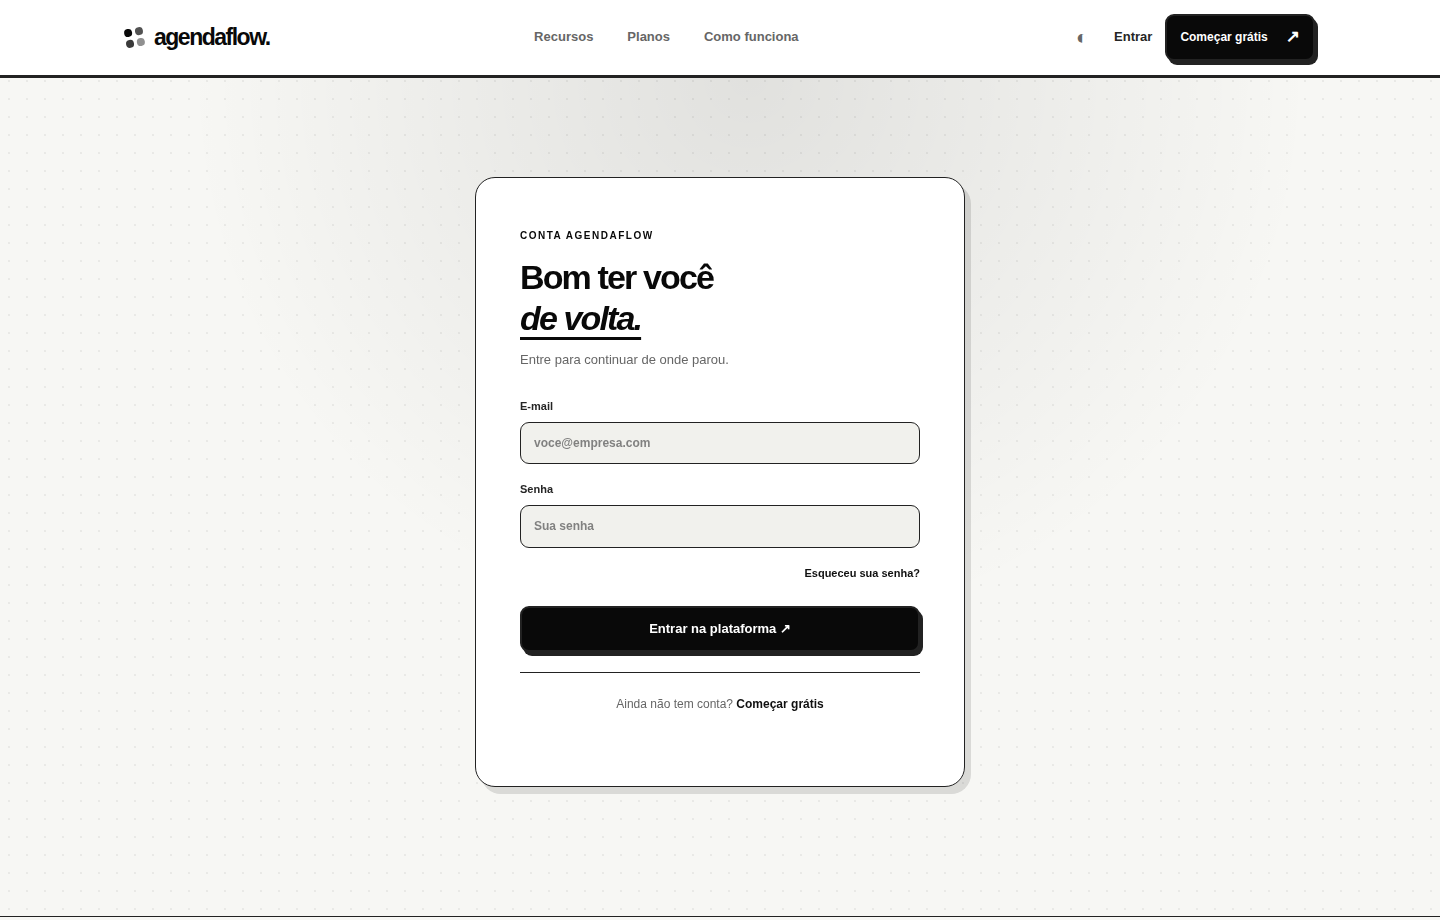 agendaflow.
Recursos Planos Como funciona
Entrar
Começar grátis ↗
CONTA AGENDAFLOW
Bom ter você
de volta.
Entre para continuar de onde parou.
E-mail
voce@empresa.com
Senha
Sua senha
Esqueceu sua senha?
Entrar na plataforma ↗
Ainda não tem conta? Começar grátis